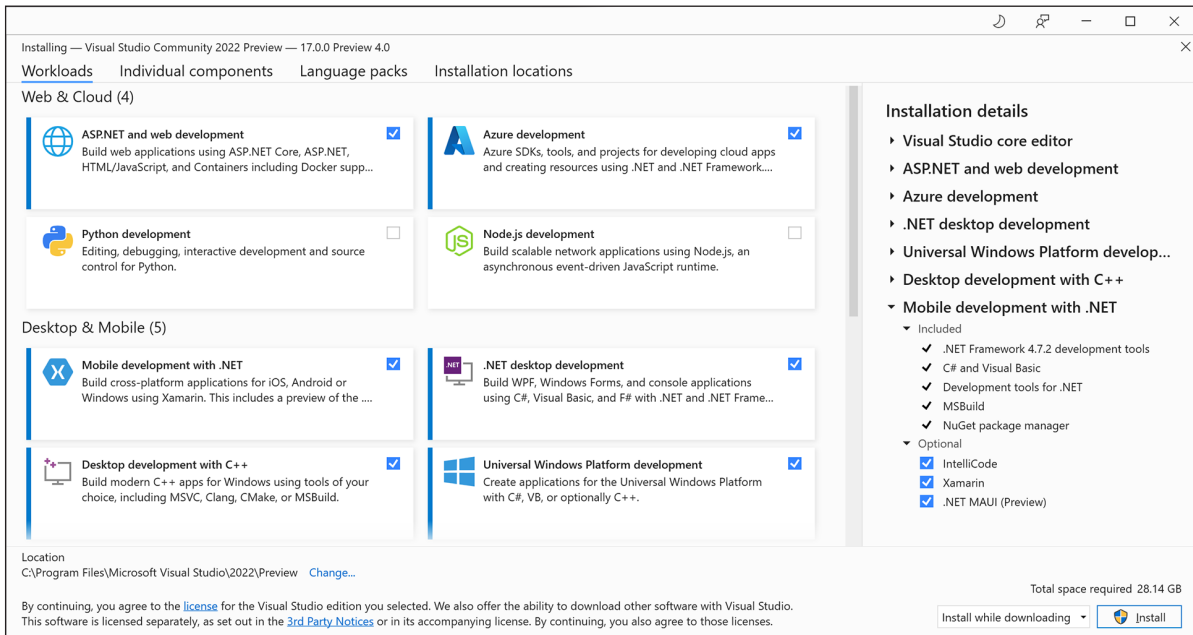 Installing — Visual Studio Community 2022 Preview — 17.0.0 Preview 4.0
Workloads Individual components Language packs Installation locations
Web & Cloud (4)
ASP.NET and web development
Build web applications using ASP.NET Core, ASP.NET,
HTML/JavaScript, and Containers including Docker supp...
Azure development
Azure SDKs, tools, and projects for developing cloud apps
and creating resources using .NET and .NET Framework....
Python development
Editing, debugging, interactive development and source
control for Python.
JS
Node.js development
Build scalable network applications using Node.js, an
asynchronous event-driven JavaScript runtime.
Desktop & Mobile (5)
Mobile development with .NET
Build cross-platform applications for iOS, Android or
Windows using Xamarin. This includes a preview of the ....
.NET
.NET desktop development
Build WPF, Windows Forms, and console applications
using C#, Visual Basic, and F# with .NET and .NET Frame...
Desktop development with C++
Build modern C++ apps for Windows using tools of your
choice, including MSVC, Clang, CMake, or MSBuild.
Universal Windows Platform development
Create applications for the Universal Windows Platform
with C#, VB, or optionally C++.
Installation details
Visual Studio core editor
ASP.NET and web development
Azure development
.NET desktop development
Universal Windows Platform develop...
Desktop development with C++
Mobile development with .NET
Included
.NET Framework 4.7.2 development tools
C# and Visual Basic
Development tools for .NET
MSBuild
NuGet package manager
Optional
IntelliCode
Xamarin
.NET MAUI (Preview)
Location
C:\Program Files\Microsoft Visual Studio\2022\Preview Change...
By continuing, you agree to the license for the Visual Studio edition you selected. We also offer the ability to download other software with Visual Studio.
This software is licensed separately, as set out in the 3rd Party Notices or in its accompanying license. By continuing, you also agree to those licenses.
Total space required 28.14 GB
Install while downloading Install